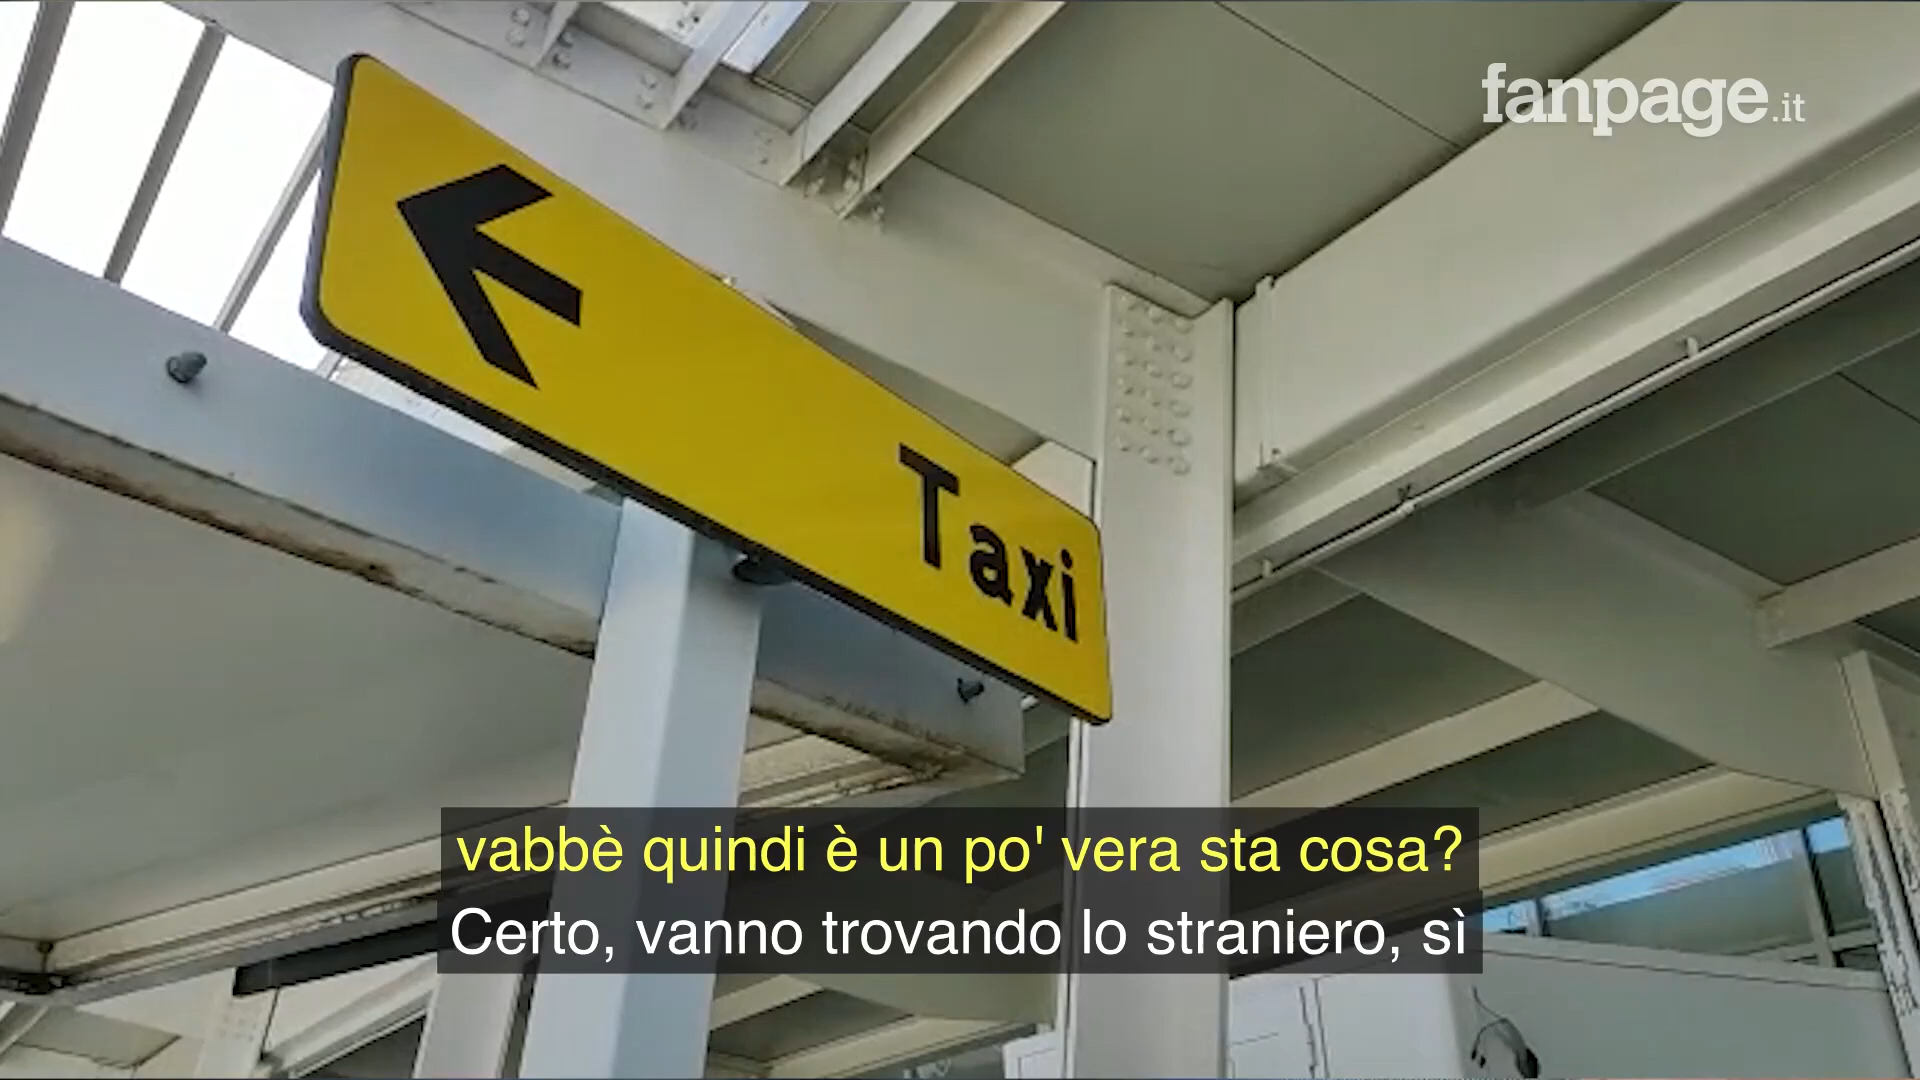 fanpage.it
Taxi
vabbè quindi è un po' vera sta cosa?
Certo, vanno trovando lo straniero, sì